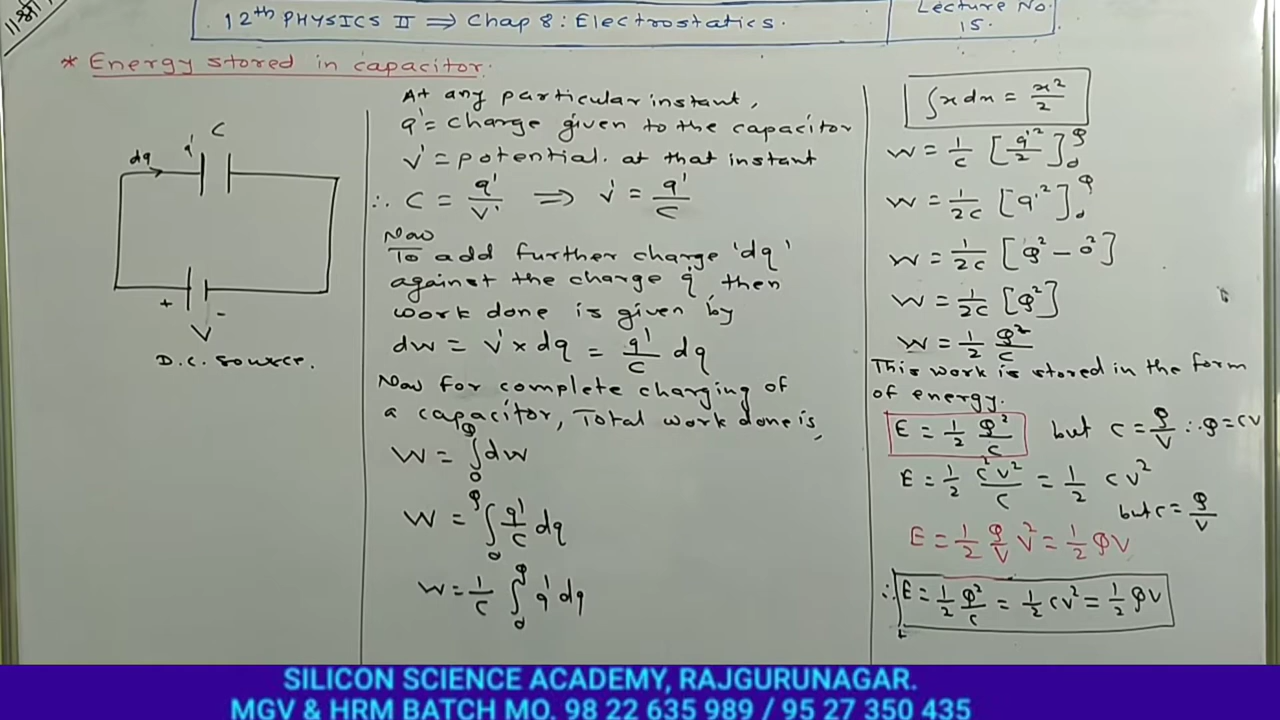 ॥श्री॥
12th PHYSICS II ⇒ Chap 8: Electrostatics.
Lecture No. 15.
* Energy stored in capacitor.
C
dq q'
+ -
V
D.C. Source.
At any particular instant,
q' = charge given to the capacitor
V' = potential. at that instant
∴ C = q'/V' ⇒ V' = q'/C
Now
To add further charge 'dq'
against the charge q', then
work done is given by
dw = V' x dq = q'/C dq
Now for complete charging of
a capacitor, Total work done is,
W = ∫₀^Q dw
W = ∫₀^Q q'/C dq
W = 1/C ∫₀^Q q' dq
∫x dx = x²/2
W = 1/C [q'²/2]₀^Q
W = 1/2C [q'²]₀^Q
W = 1/2C [Q² - 0²]
W = 1/2C [Q²]
W = 1/2 Q²/C
This work is stored in the form
of energy.
E = 1/2 Q²/C but C = Q/V ∴ Q = CV
E = 1/2 C²V²/C = 1/2 CV²
but C = Q/V
E = 1/2 Q/V V² = 1/2 QV
∴ E = 1/2 Q²/C = 1/2 CV² = 1/2 QV
SILICON SCIENCE ACADEMY, RAJGURUNAGAR.
MGV & HRM BATCH MO. 98 22 635 989 / 95 27 350 435